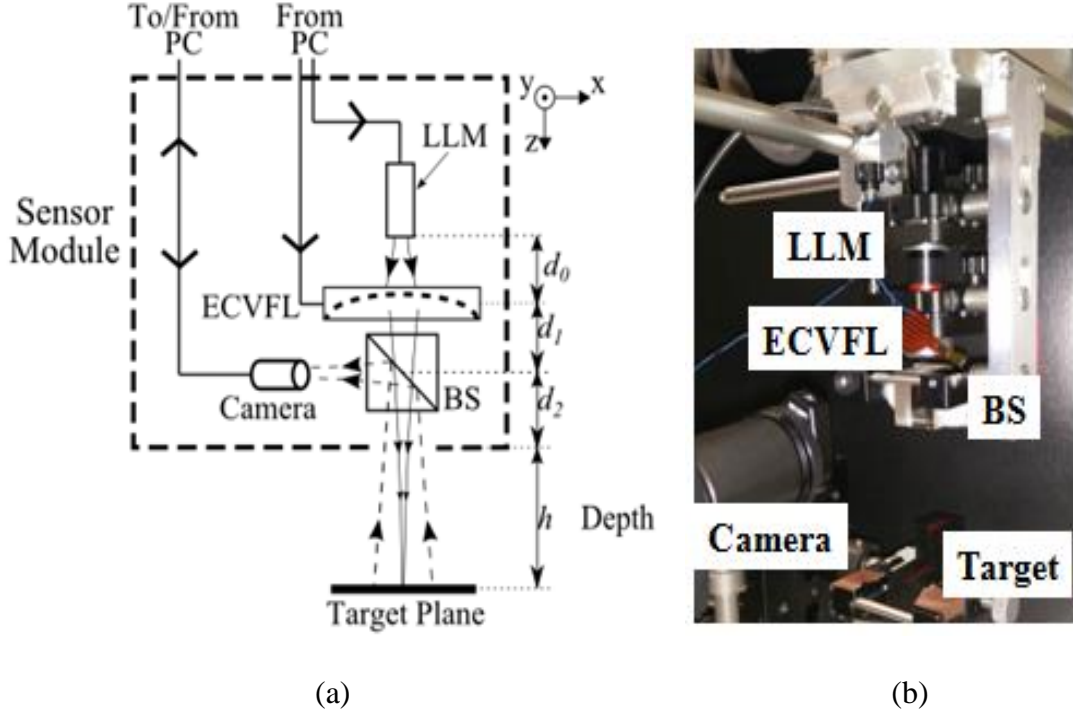 To/From
PC
From
PC
y
x
z
LLM
Sensor
Module
d0
ECVFL
d1
Camera
BS
d2
h
Depth
Target Plane
LLM
ECVFL
BS
Camera
Target
(a)
(b)